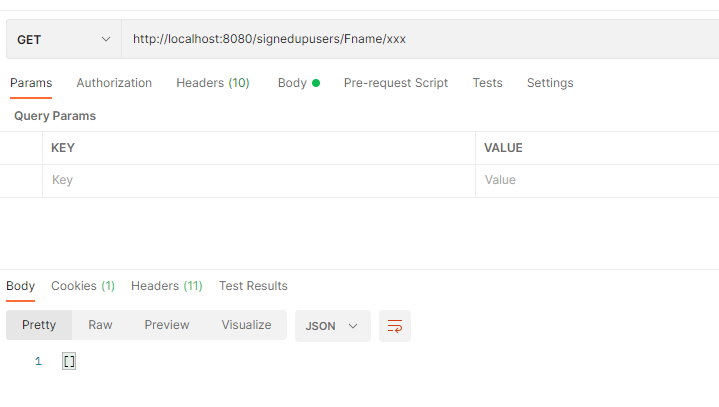 GET http://localhost:8080/signedupusers/Fname/xxx
Params Authorization Headers (10) Body Pre-request Script Tests Settings
Query Params
KEY VALUE
Key Value
Body Cookies (1) Headers (11) Test Results
Pretty Raw Preview Visualize JSON
1 []